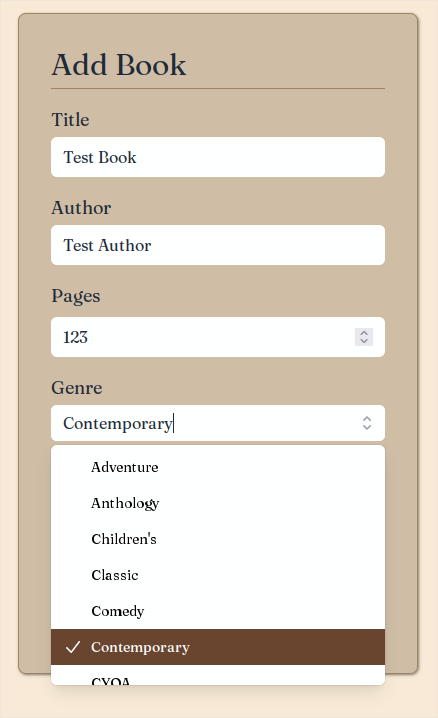 Add Book
Title
Test Book
Author
Test Author
Pages
123
Genre
Contemporary
Adventure
Anthology
Children's
Classic
Comedy
Contemporary
CYOA